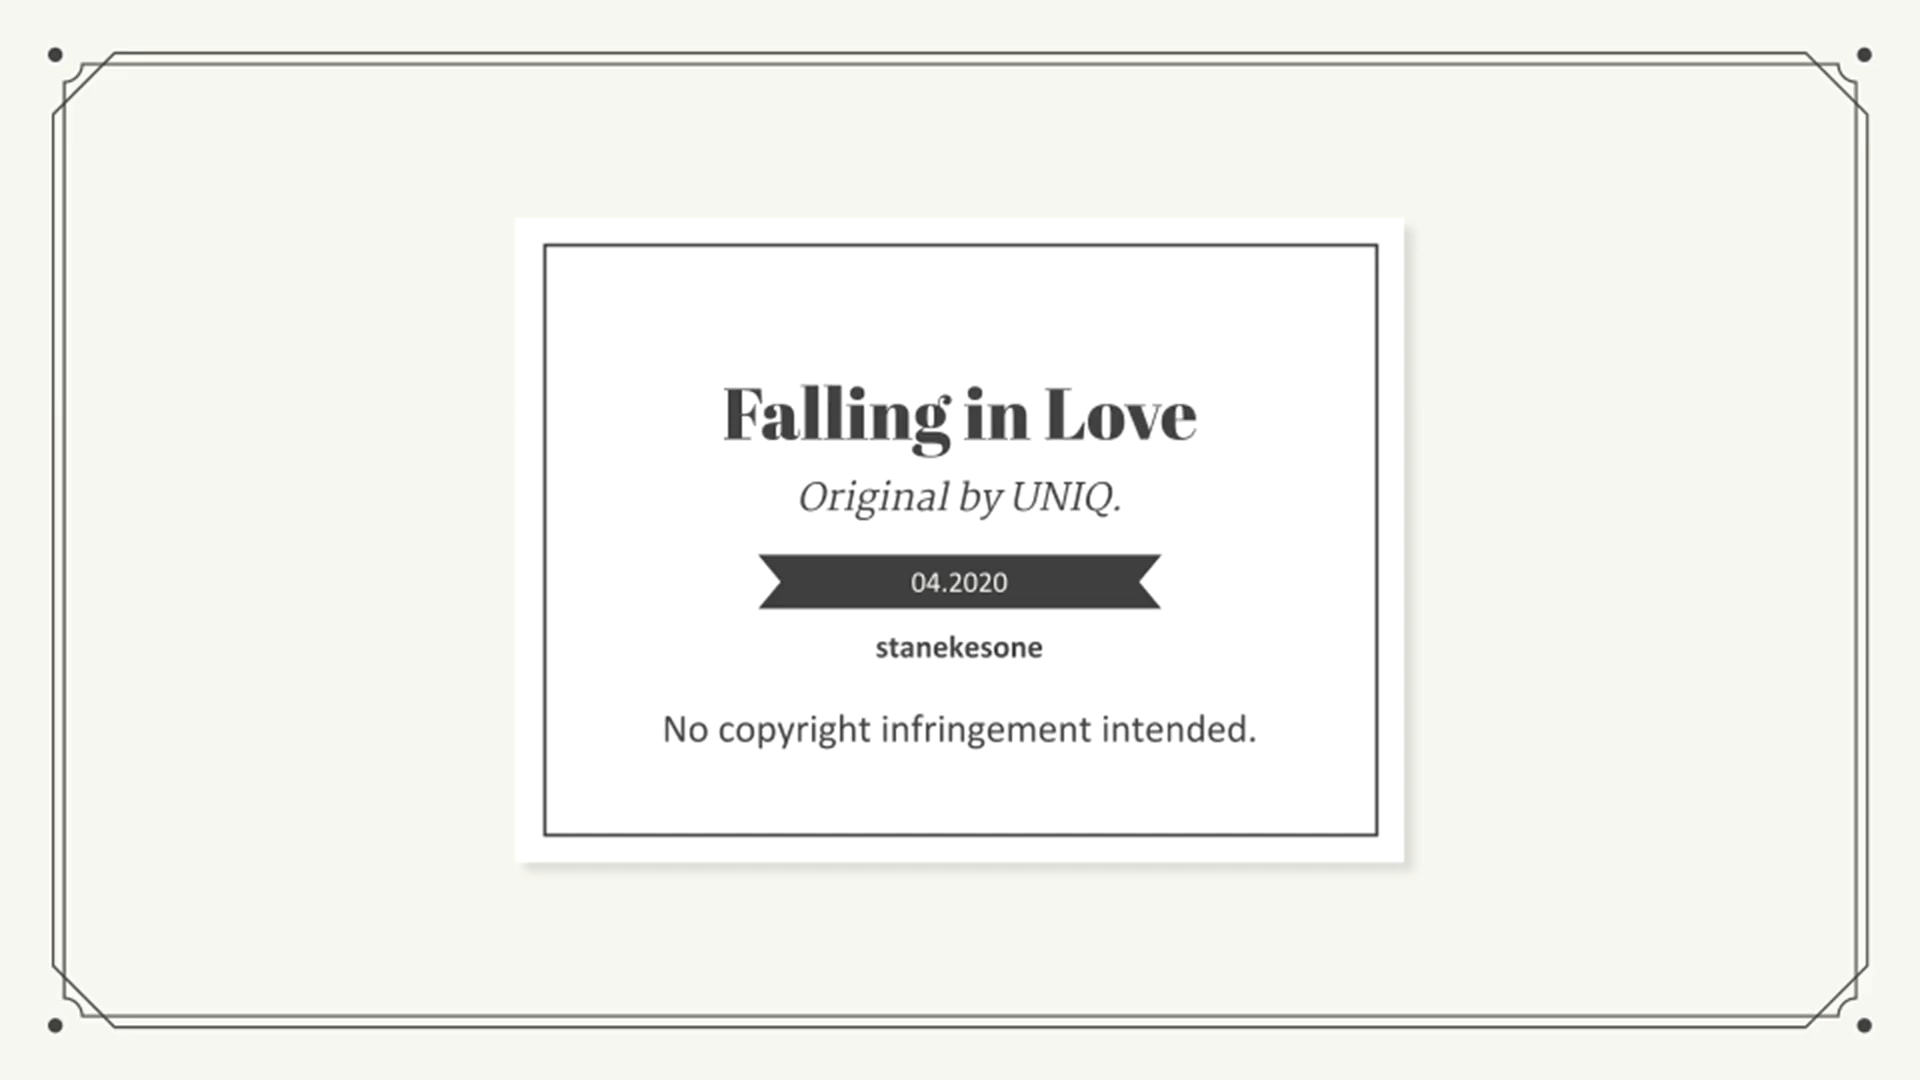 Falling in Love
Original by UNIQ.
04.2020
stanekesone
No copyright infringement intended.